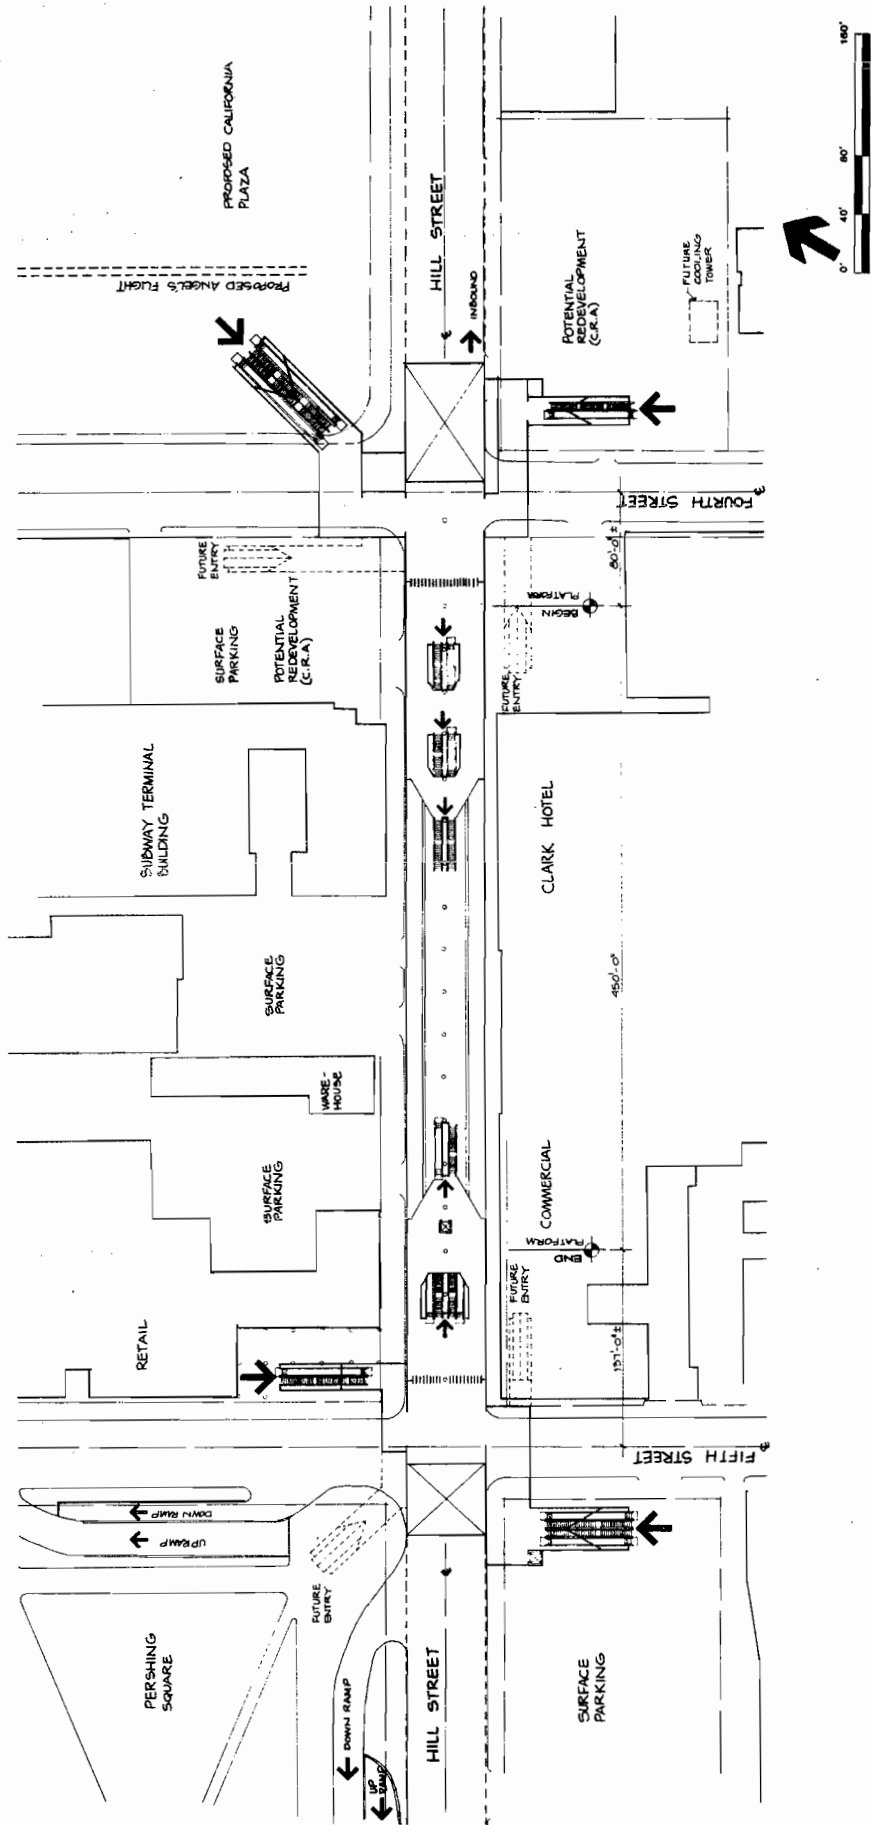 PROPOSED CALIFORNIA
PLAZA
PROPOSED ANGEL'S FLIGHT
HILL STREET
INBOUND
POTENTIAL
REDEVELOPMENT
(C.R.A)
FUTURE
COOLING
TOWER
0' 40' 80' 160'
FOURTH STREET
FUTURE
ENTRY
SURFACE
PARKING
POTENTIAL
REDEVELOPMENT
(C.R.A)
80'-0" ±
BEGIN
PLATFORM
FUTURE
ENTRY
SUBWAY TERMINAL
BUILDING
CLARK HOTEL
SURFACE
PARKING
450'-0"
WARE-
HOUSE
SURFACE
PARKING
COMMERCIAL
END
PLATFORM
FUTURE
ENTRY
RETAIL
137'-0" ±
FIFTH STREET
DOWN RAMP
UP RAMP
FUTURE
ENTRY
PERSHING
SQUARE
DOWN RAMP
UP
RAMP
HILL STREET
SURFACE
PARKING